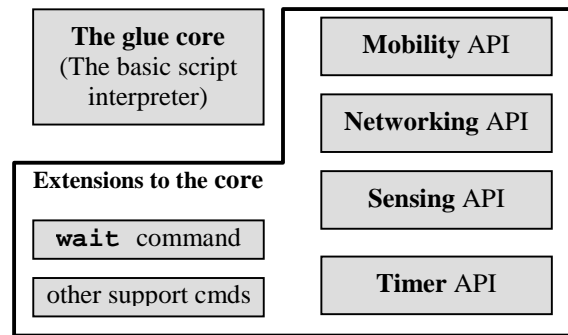 The glue core
(The basic script
interpreter)
Extensions to the core
wait command
other support cmds
Mobility API
Networking API
Sensing API
Timer API